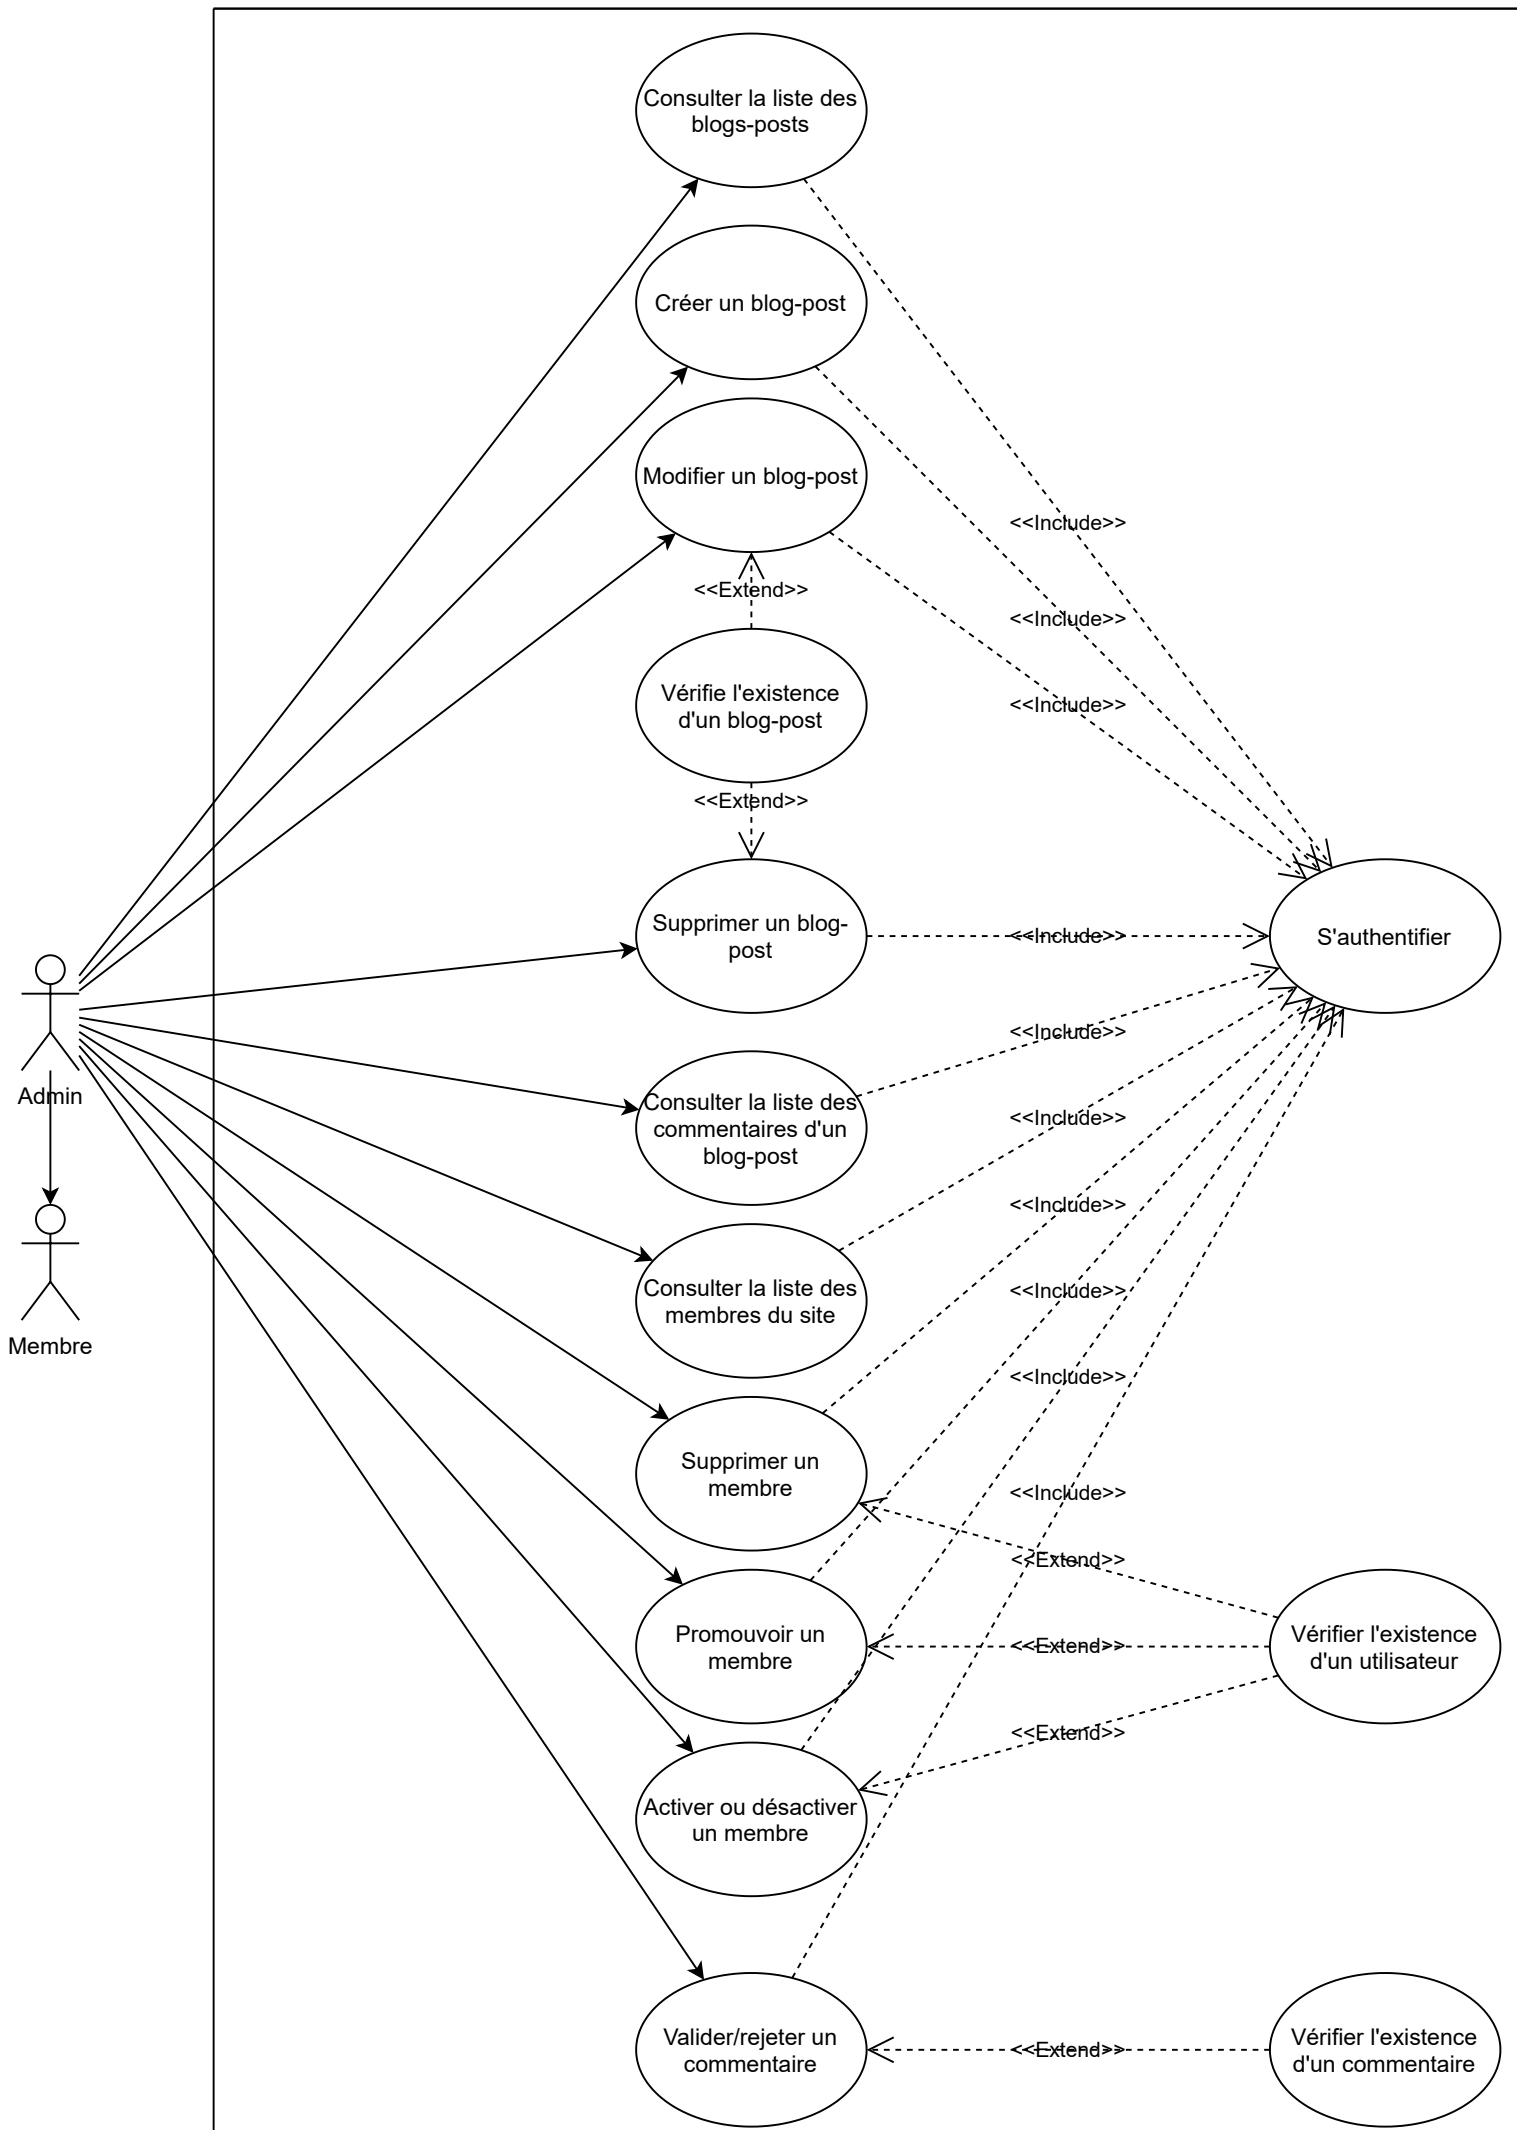 Consulter la liste des
blogs-posts
Créer un blog-post
Modifier un blog-post
<<Include>>
<<Extend>>
<<Include>>
Vérifie l'existence
d'un blog-post
<<Include>>
<<Extend>>
Supprimer un blog-
post
<<Include>>
S'authentifier
<<Include>>
Admin
Consulter la liste des
commentaires d'un
blog-post
<<Include>>
<<Include>>
Consulter la liste des
membres du site
<<Include>>
Membre
<<Include>>
Supprimer un
membre
<<Include>>
<<Extend>>
Promouvoir un
membre
<<Extend>>
Vérifier l'existence
d'un utilisateur
<<Extend>>
Activer ou désactiver
un membre
Valider/rejeter un
commentaire
<<Extend>>
Vérifier l'existence
d'un commentaire